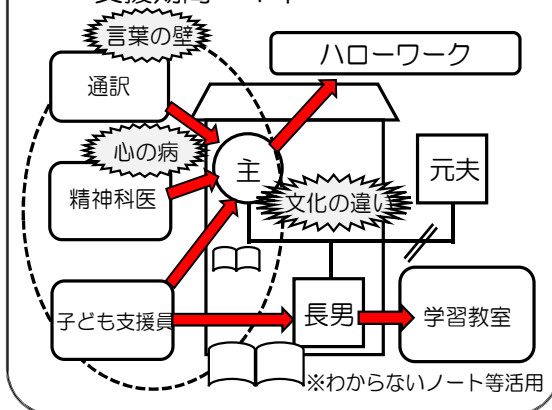 言葉の壁
ハローワーク
通訳
心の病
主
元夫
精神科医
文化の違い
子ども支援員
長男
学習教室
※わからないノート等活用